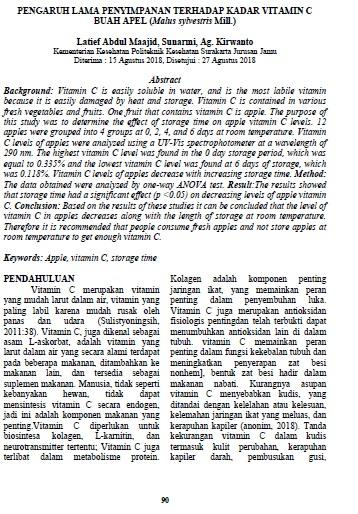 PENGARUH LAMA PENYIMPANAN TERHADAP KADAR VITAMIN C
BUAH APEL (Malus sylvestris Mill.)
Latief Abdul Maajid, Sunarmi, Ag. Kirwanto
Kementerian Kesehatan Politeknik Kesehatan Surakarta Jurusan Jamu
Diterima : 15 Agustus 2018, Disetujui : 27 Agustus 2018
Abstract
Background: Vitamin C is easily soluble in water, and is the most labile vitamin
because it is easily damaged by heat and storage. Vitamin C is contained in various
fresh vegetables and fruits. One fruit that contains vitamin C is apple. The purpose of
this study was to determine the effect of storage time on apple vitamin C levels. 12
apples were grouped into 4 groups at 0, 2, 4, and 6 days at room temperature. Vitamin
C levels of apples were analysed using a UV-Vis spectrophotometer at a wavelength of
290 nm. The highest vitamin C level was found in the 0 day storage period, which was
equal to 0.335% and the lowest vitamin C level was found at 6 days of storage, which
was 0.118%. Vitamin C levels of apples decrease with increasing storage time. Method:
The data obtained were analysed by one-way ANOVA test. Result:The results showed
that storage time had a significant effect (p <0.05) on decreasing levels of apple vitamin
C. Conclusion: Based on the results of these studies it can be concluded that the level of
vitamin C in apples decreases along with the length of storage at room temperature.
Therefore it is recommended that people consume fresh apples and not store apples at
room temperature to get enough vitamin C.
Keywords: Apple, vitamin C, storage time
PENDAHULUAN
Vitamin C merupakan vitamin
yang mudah larut dalam air, vitamin yang
paling labil karena mudah rusak oleh
panas dan udara (Sulistyoningsih,
2011:38). Vitamin C, juga dikenal sebagai
asam L-askorbat, adalah vitamin yang
larut dalam air yang secara alami terdapat
pada beberapa makanan, ditambahkan ke
makanan lain, dan tersedia sebagai
suplemen makanan. Manusia, tidak seperti
kebanyakan hewan, tidak dapat
mensintesis vitamin C secara endogen,
jadi ini adalah komponen makanan yang
penting.Vitamin C diperlukan untuk
biosintesa kolagen, L-karnitin, dan
neurotransmitter tertentu; Vitamin C juga
terlibat dalam metabolisme protein.
Kolagen adalah komponen penting
jaringan ikat, yang memainkan peran
penting dalam penyembuhan luka.
Vitamin C juga merupakan antioksidan
fisiologis pentingdan telah terbukti dapat
menumbuhkan antioksidan lain di dalam
tubuh. vitamin C memainkan peran
penting dalam fungsi kekebalan tubuh dan
meningkatkan penyerapan zat besi
nonhem], bentuk zat besi hadir dalam
makanan nabati. Kurangnya asupan
vitamin C menyebabkan kudis, yang
ditandai dengan kelelahan atau kelesuan,
kelemahan jaringan ikat yang meluas, dan
kerapuhan kapiler (anonim, 2018). Tanda
kekurangan vitamin C dalam kudis
termasuk kulit perubahan, kerapuhan
kapiler darah, pembusukan gusi,
90